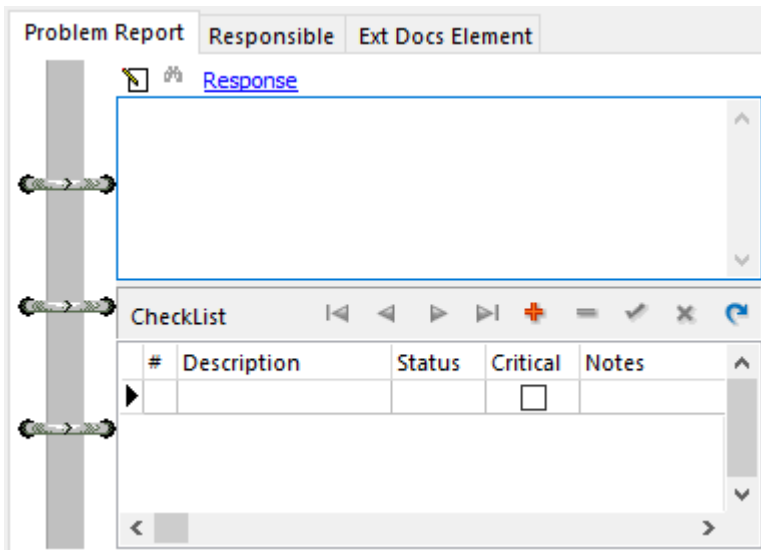 Problem Report Responsible Ext Docs Element
Response
CheckList
# Description Status Critical Notes